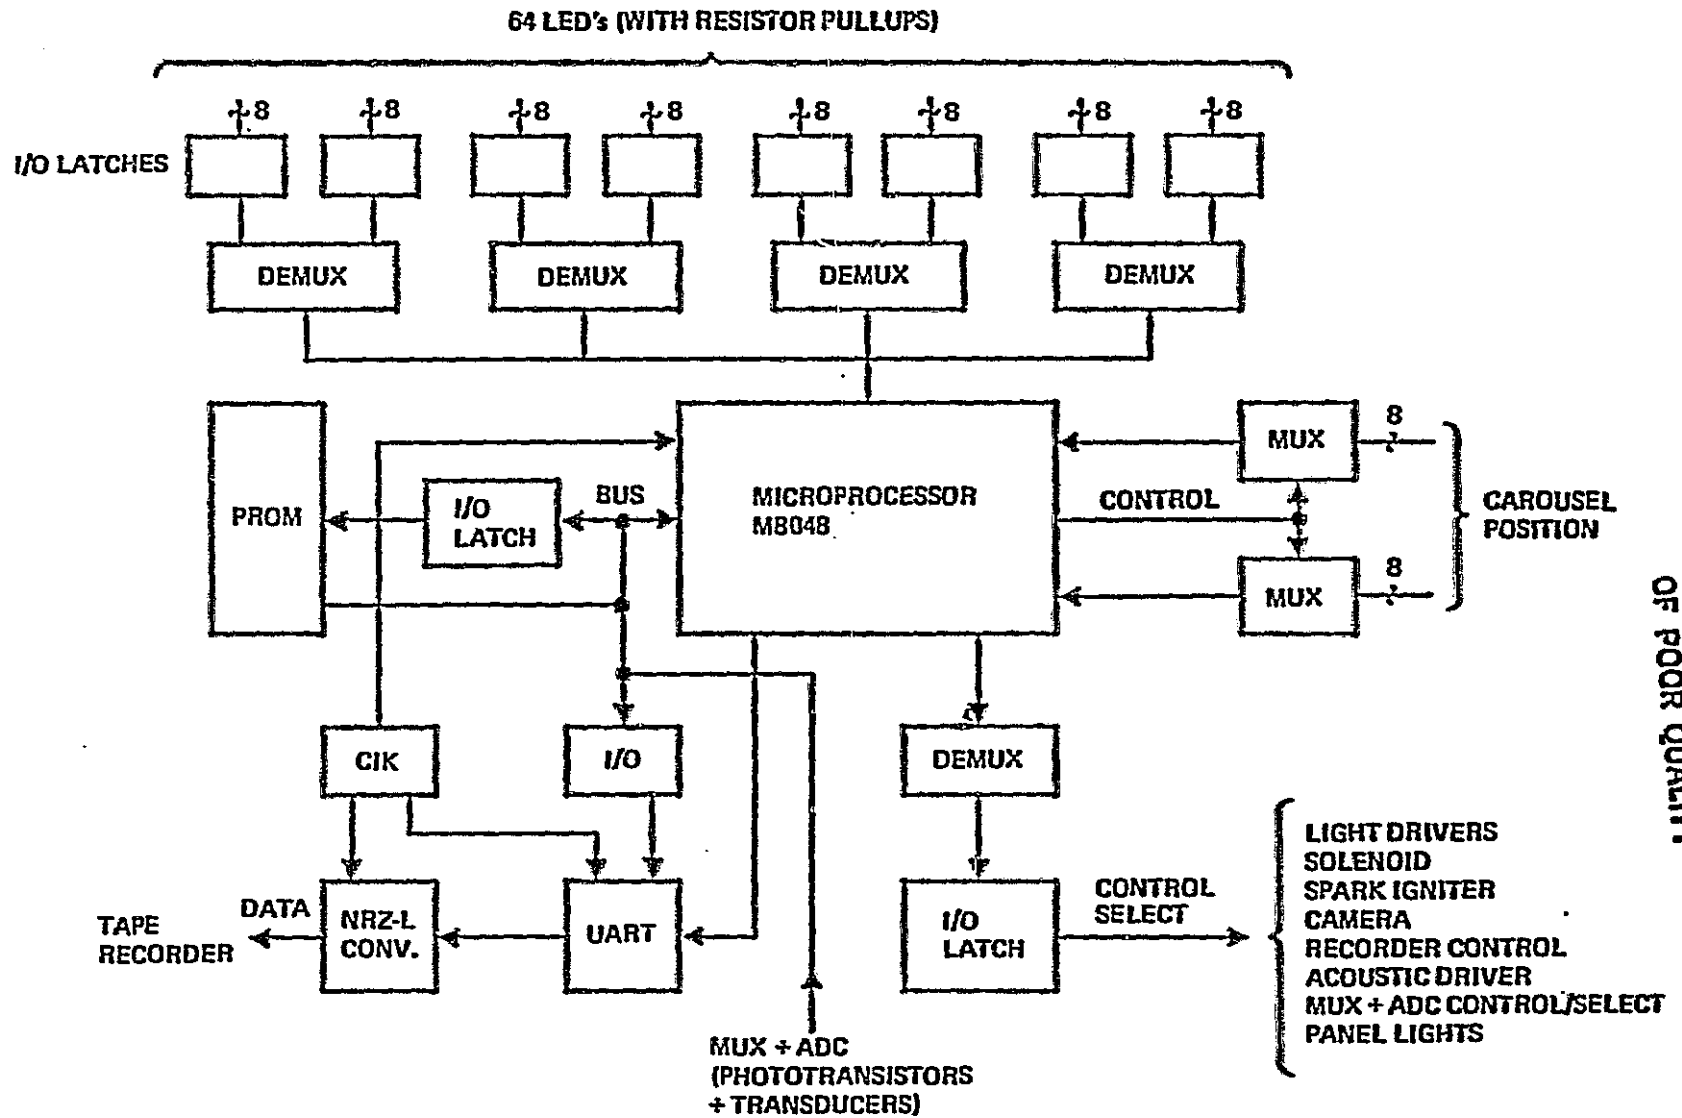 64 LED's (WITH RESISTOR PULLUPS)
8 8 8 8 8 8 8 8
I/O LATCHES
DEMUX DEMUX DEMUX DEMUX
PROM
I/O
LATCH
BUS
MICROPROCESSOR
M8048
CONTROL
MUX
8
MUX
8
CAROUSEL
POSITION
OF POOR QUALITY
ClK
I/O
DEMUX
TAPE
RECORDER
DATA
NRZ-L
CONV.
UART
I/O
LATCH
CONTROL
SELECT
LIGHT DRIVERS
SOLENOID
SPARK IGNITER
CAMERA
RECORDER CONTROL
ACOUSTIC DRIVER
MUX + ADC CONTROL/SELECT
PANEL LIGHTS
MUX + ADC
(PHOTOTRANSISTORS
+ TRANSDUCERS)